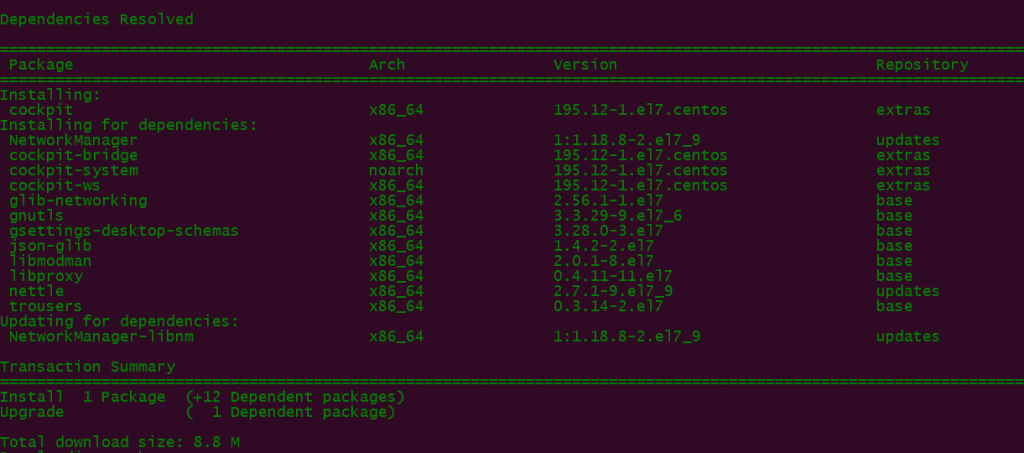 Dependencies Resolved
================================================================================
Package Arch Version Repository
================================================================================
Installing:
cockpit x86_64 195.12-1.el7.centos extras
Installing for dependencies:
NetworkManager x86_64 1:1.18.8-2.el7_9 updates
cockpit-bridge x86_64 195.12-1.el7.centos extras
cockpit-system noarch 195.12-1.el7.centos extras
cockpit-ws x86_64 195.12-1.el7.centos extras
glib-networking x86_64 2.56.1-1.el7 base
gnutls x86_64 3.3.29-9.el7_6 base
gsettings-desktop-schemas x86_64 3.28.0-3.el7 base
json-glib x86_64 1.4.2-2.el7 base
libmodman x86_64 2.0.1-8.el7 base
libproxy x86_64 0.4.11-11.el7 base
nettle x86_64 2.7.1-9.el7_9 updates
trousers x86_64 0.3.14-2.el7 base
Updating for dependencies:
NetworkManager-libnm x86_64 1:1.18.8-2.el7_9 updates
Transaction Summary
================================================================================
Install 1 Package (+12 Dependent packages)
Upgrade ( 1 Dependent package)
Total download size: 8.8 M